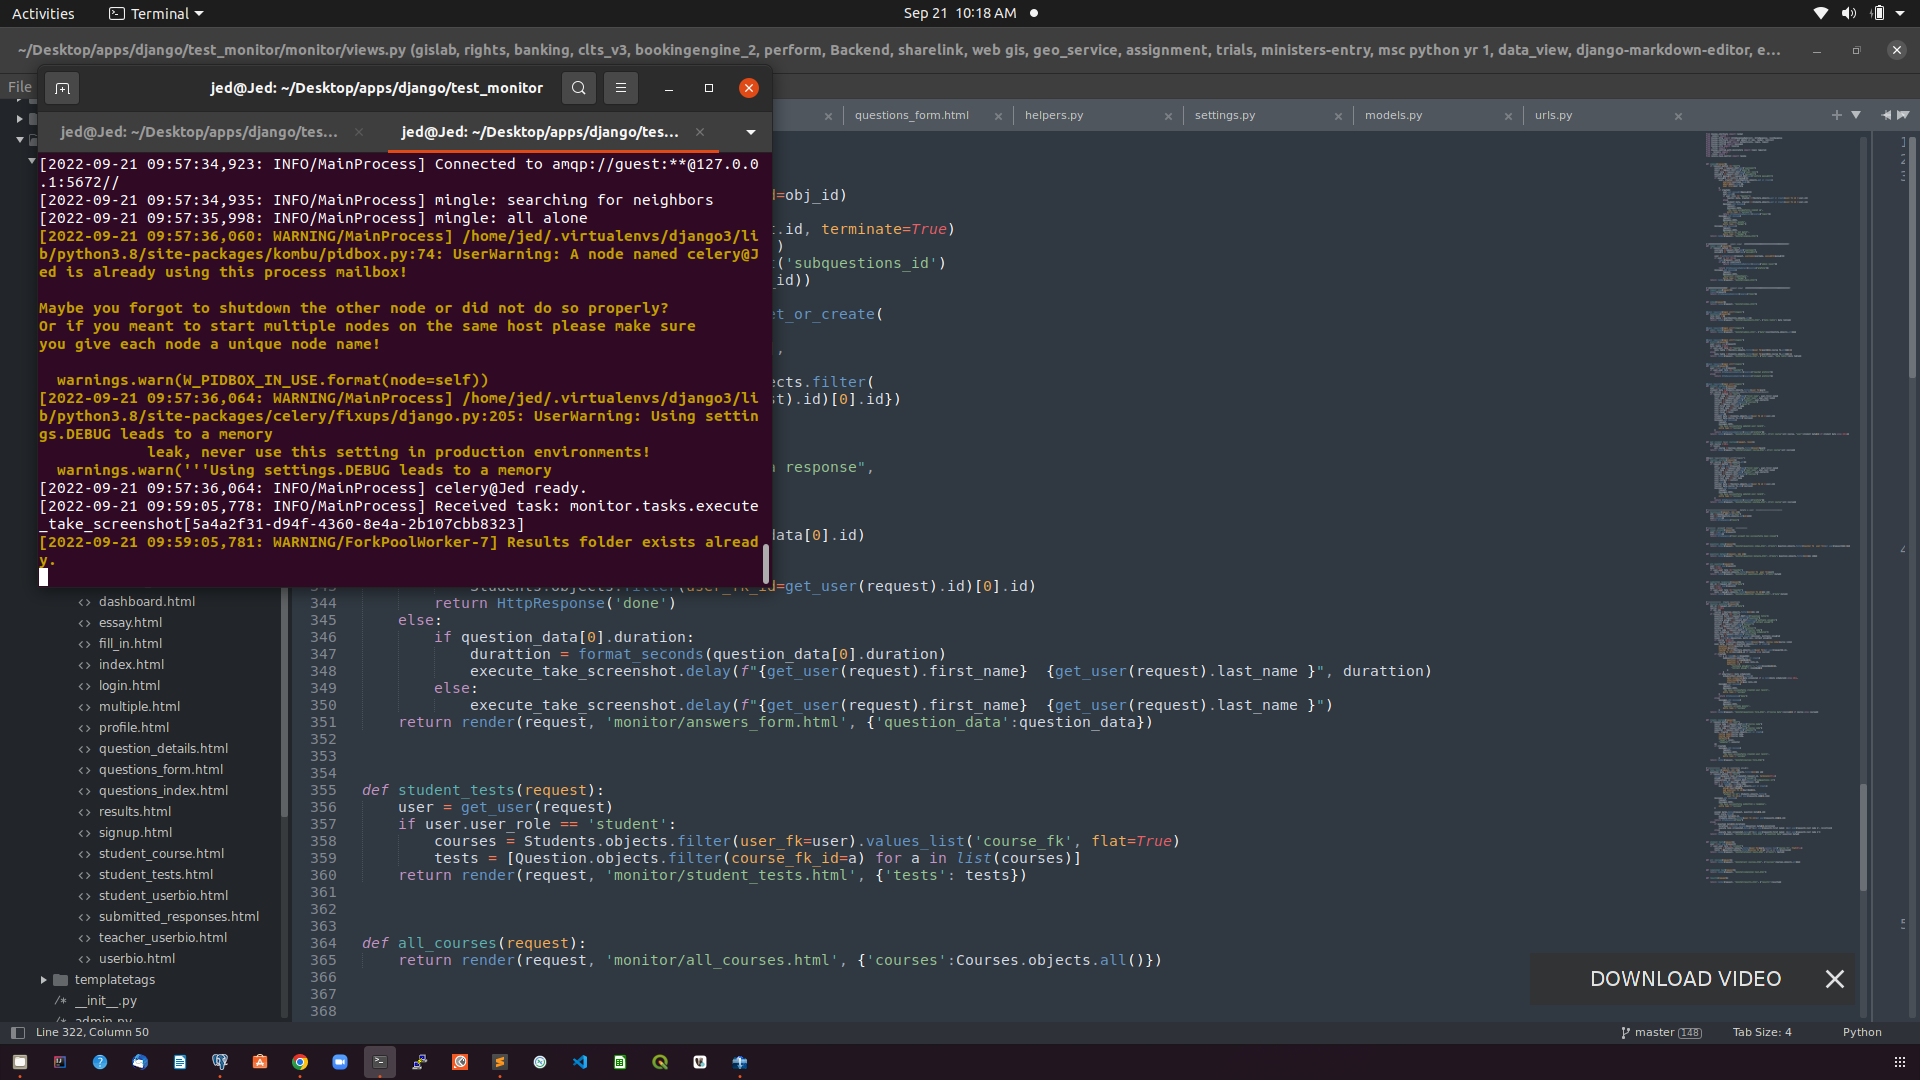 Activities
Terminal
Sep 21 10:18 AM
~/Desktop/apps/django/test_monitor/monitor/views.py (gislab, rights, banking, clts_v3, bookingengine_2, perform, Backend, sharelink, web gis, geo_service, assignment, trials, ministers-entry, msc python yr 1, data_view, django-markdown-editor, e...
File
jed@Jed: ~/Desktop/apps/django/test_monitor
jed@Jed: ~/Desktop/apps/django/tes...
jed@Jed: ~/Desktop/apps/django/tes...
questions_form.html
helpers.py
settings.py
models.py
urls.py
[2022-09-21 09:57:34,923: INFO/MainProcess] Connected to amqp://guest:**@127.0.0
.1:5672//
[2022-09-21 09:57:34,935: INFO/MainProcess] mingle: searching for neighbors
[2022-09-21 09:57:35,998: INFO/MainProcess] mingle: all alone
[2022-09-21 09:57:36,060: WARNING/MainProcess] /home/jed/.virtualenvs/django3/li
b/python3.8/site-packages/kombu/pidbox.py:74: UserWarning: A node named celery@J
ed is already using this process mailbox!
Maybe you forgot to shutdown the other node or did not do so properly?
Or if you meant to start multiple nodes on the same host please make sure
you give each node a unique node name!
warnings.warn(W_PIDBOX_IN_USE.format(node=self))
[2022-09-21 09:57:36,064: WARNING/MainProcess] /home/jed/.virtualenvs/django3/li
b/python3.8/site-packages/celery/fixups/django.py:205: UserWarning: Using settin
gs.DEBUG leads to a memory
leak, never use this setting in production environments!
warnings.warn('''Using settings.DEBUG leads to a memory
[2022-09-21 09:57:36,064: INFO/MainProcess] celery@Jed ready.
[2022-09-21 09:59:05,778: INFO/MainProcess] Received task: monitor.tasks.execute
_take_screenshot[5a4a2f31-d94f-4360-8e4a-2b107cbb8323]
[2022-09-21 09:59:05,781: WARNING/ForkPoolWorker-7] Results folder exists alread
y.
=obj_id)
.id, terminate=True)
)
('subquestions_id')
_id))
et_or_create(
,
ects.filter(
st).id)[0].id})
response",
data[0].id)
343 Students.objects.filter(user_fk_id=get_user(request).id)[0].id)
344 return HttpResponse('done')
345 else:
346 if question_data[0].duration:
347 durattion = format_seconds(question_data[0].duration)
348 execute_take_screenshot.delay(f"{get_user(request).first_name}  {get_user(request).last_name }", durattion)
349 else:
350 execute_take_screenshot.delay(f"{get_user(request).first_name}  {get_user(request).last_name }")
351 return render(request, 'monitor/answers_form.html', {'question_data':question_data})
352
353
354
355 def student_tests(request):
356 user = get_user(request)
357 if user.user_role == 'student':
358 courses = Students.objects.filter(user_fk=user).values_list('course_fk', flat=True)
359 tests = [Question.objects.filter(course_fk_id=a) for a in list(courses)]
360 return render(request, 'monitor/student_tests.html', {'tests': tests})
361
362
363
364 def all_courses(request):
365 return render(request, 'monitor/all_courses.html', {'courses':Courses.objects.all()})
366
367
368
dashboard.html
essay.html
fill_in.html
index.html
login.html
multiple.html
profile.html
question_details.html
questions_form.html
questions_index.html
results.html
signup.html
student_course.html
student_tests.html
student_userbio.html
submitted_responses.html
teacher_userbio.html
userbio.html
templatetags
__init__.py
admin.py
DOWNLOAD VIDEO
Line 322, Column 50
master 148
Tab Size: 4
Python